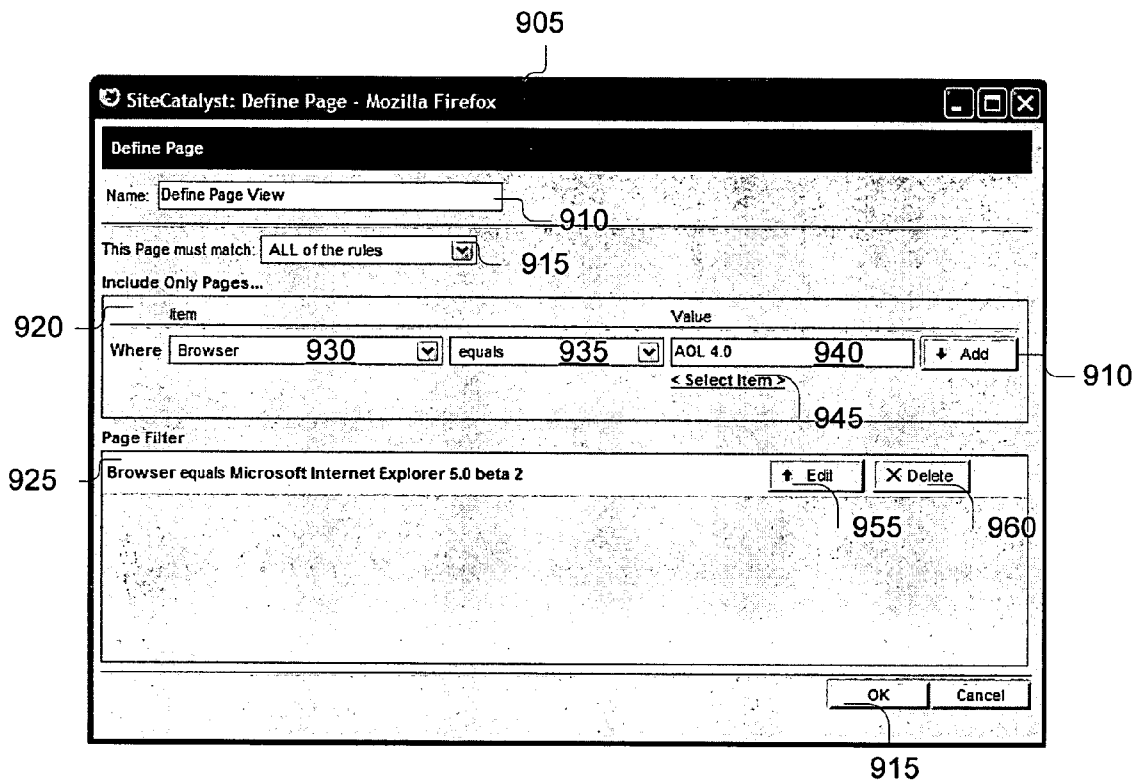 905
SiteCatalyst: Define Page - Mozilla Firefox
Define Page
Name: Define Page View
910
This Page must match: ALL of the rules
915
Include Only Pages...
920
Item Value
Where Browser 930 equals 935 AOL 4.0 940 Add
910
< Select Item >
945
Page Filter
925
Browser equals Microsoft Internet Explorer 5.0 beta 2 Edit Delete
955 960
OK Cancel
915